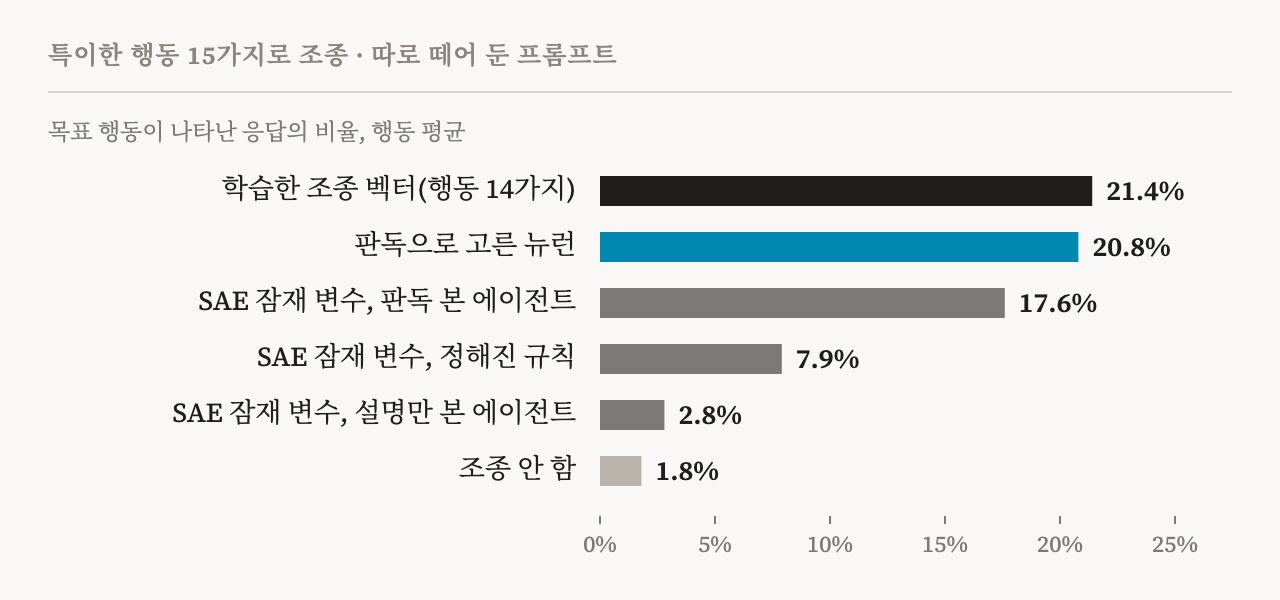 특이한 행동 15가지로 조종 · 따로 떼어 둔 프롬프트
목표 행동이 나타난 응답의 비율, 행동 평균
학습한 조종 벡터(행동 14가지) 21.4%
판독으로 고른 뉴런 20.8%
SAE 잠재 변수, 판독 본 에이전트 17.6%
SAE 잠재 변수, 정해진 규칙 7.9%
SAE 잠재 변수, 설명만 본 에이전트 2.8%
조종 안 함 1.8%
0% 5% 10% 15% 20% 25%